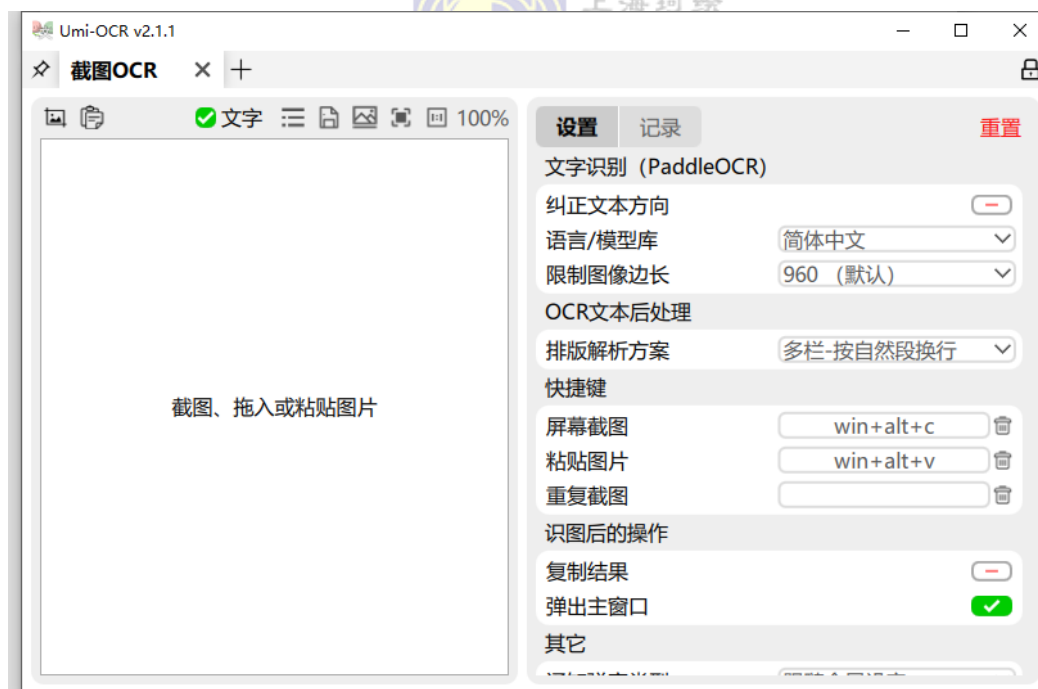 上海珂缘
Umi-OCR v2.1.1
截图OCR
文字
100%
截图、拖入或粘贴图片
设置 记录 重置
文字识别（PaddleOCR）
纠正文本方向
语言/模型库 简体中文
限制图像边长 960 （默认）
OCR文本后处理
排版解析方案 多栏-按自然段换行
快捷键
屏幕截图 win+alt+c
粘贴图片 win+alt+v
重复截图
识图后的操作
复制结果
弹出主窗口
其它